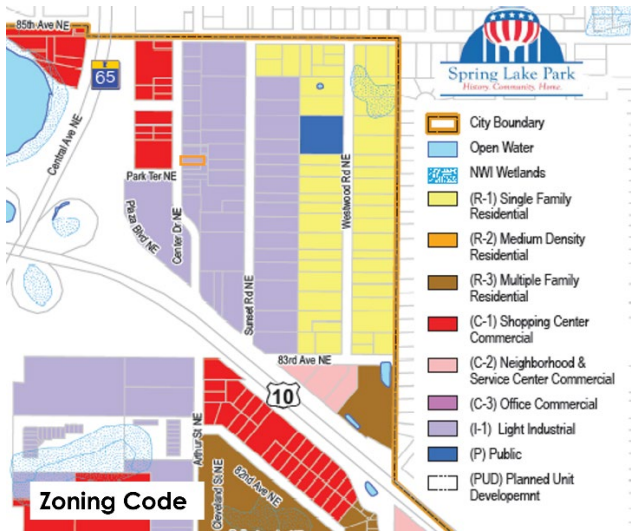 85th Ave NE
65
Central Ave NE
Park Ter NE
Plaza Blvd NE
Center Dr NE
Sunset Rd NE
Westwood Rd NE
83rd Ave NE
10
Arthur St NE
Cleveland St NE
82nd Ave NE
Zoning Code
Spring Lake Park
History. Community. Home.
City Boundary
Open Water
NWI Wetlands
(R-1) Single Family
Residential
(R-2) Medium Density
Residential
(R-3) Multiple Family
Residential
(C-1) Shopping Center
Commercial
(C-2) Neighborhood &
Service Center Commercial
(C-3) Office Commercial
(I-1) Light Industrial
(P) Public
(PUD) Planned Unit
Developemnt